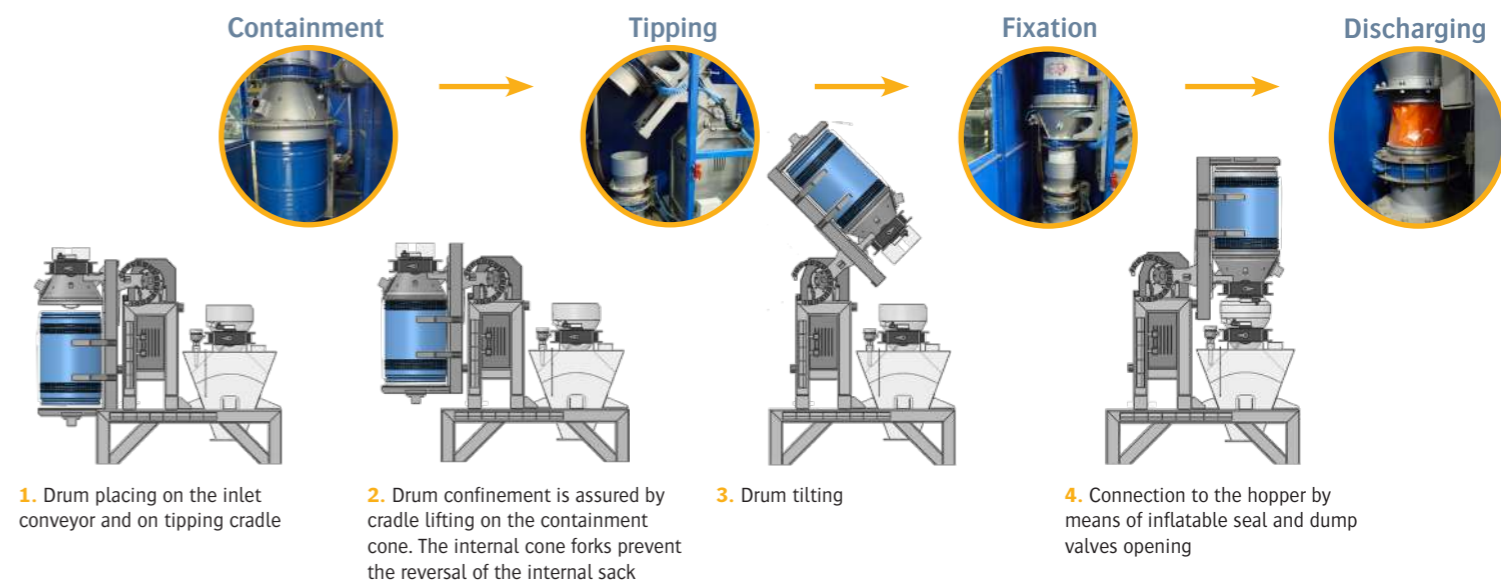 Containment
Tipping
Fixation
Discharging
1. Drum placing on the inlet
conveyor and on tipping cradle
2. Drum confinement is assured by
cradle lifting on the containment
cone. The internal cone forks prevent
the reversal of the internal sack
3. Drum tilting
4. Connection to the hopper by
means of inflatable seal and dump
valves opening